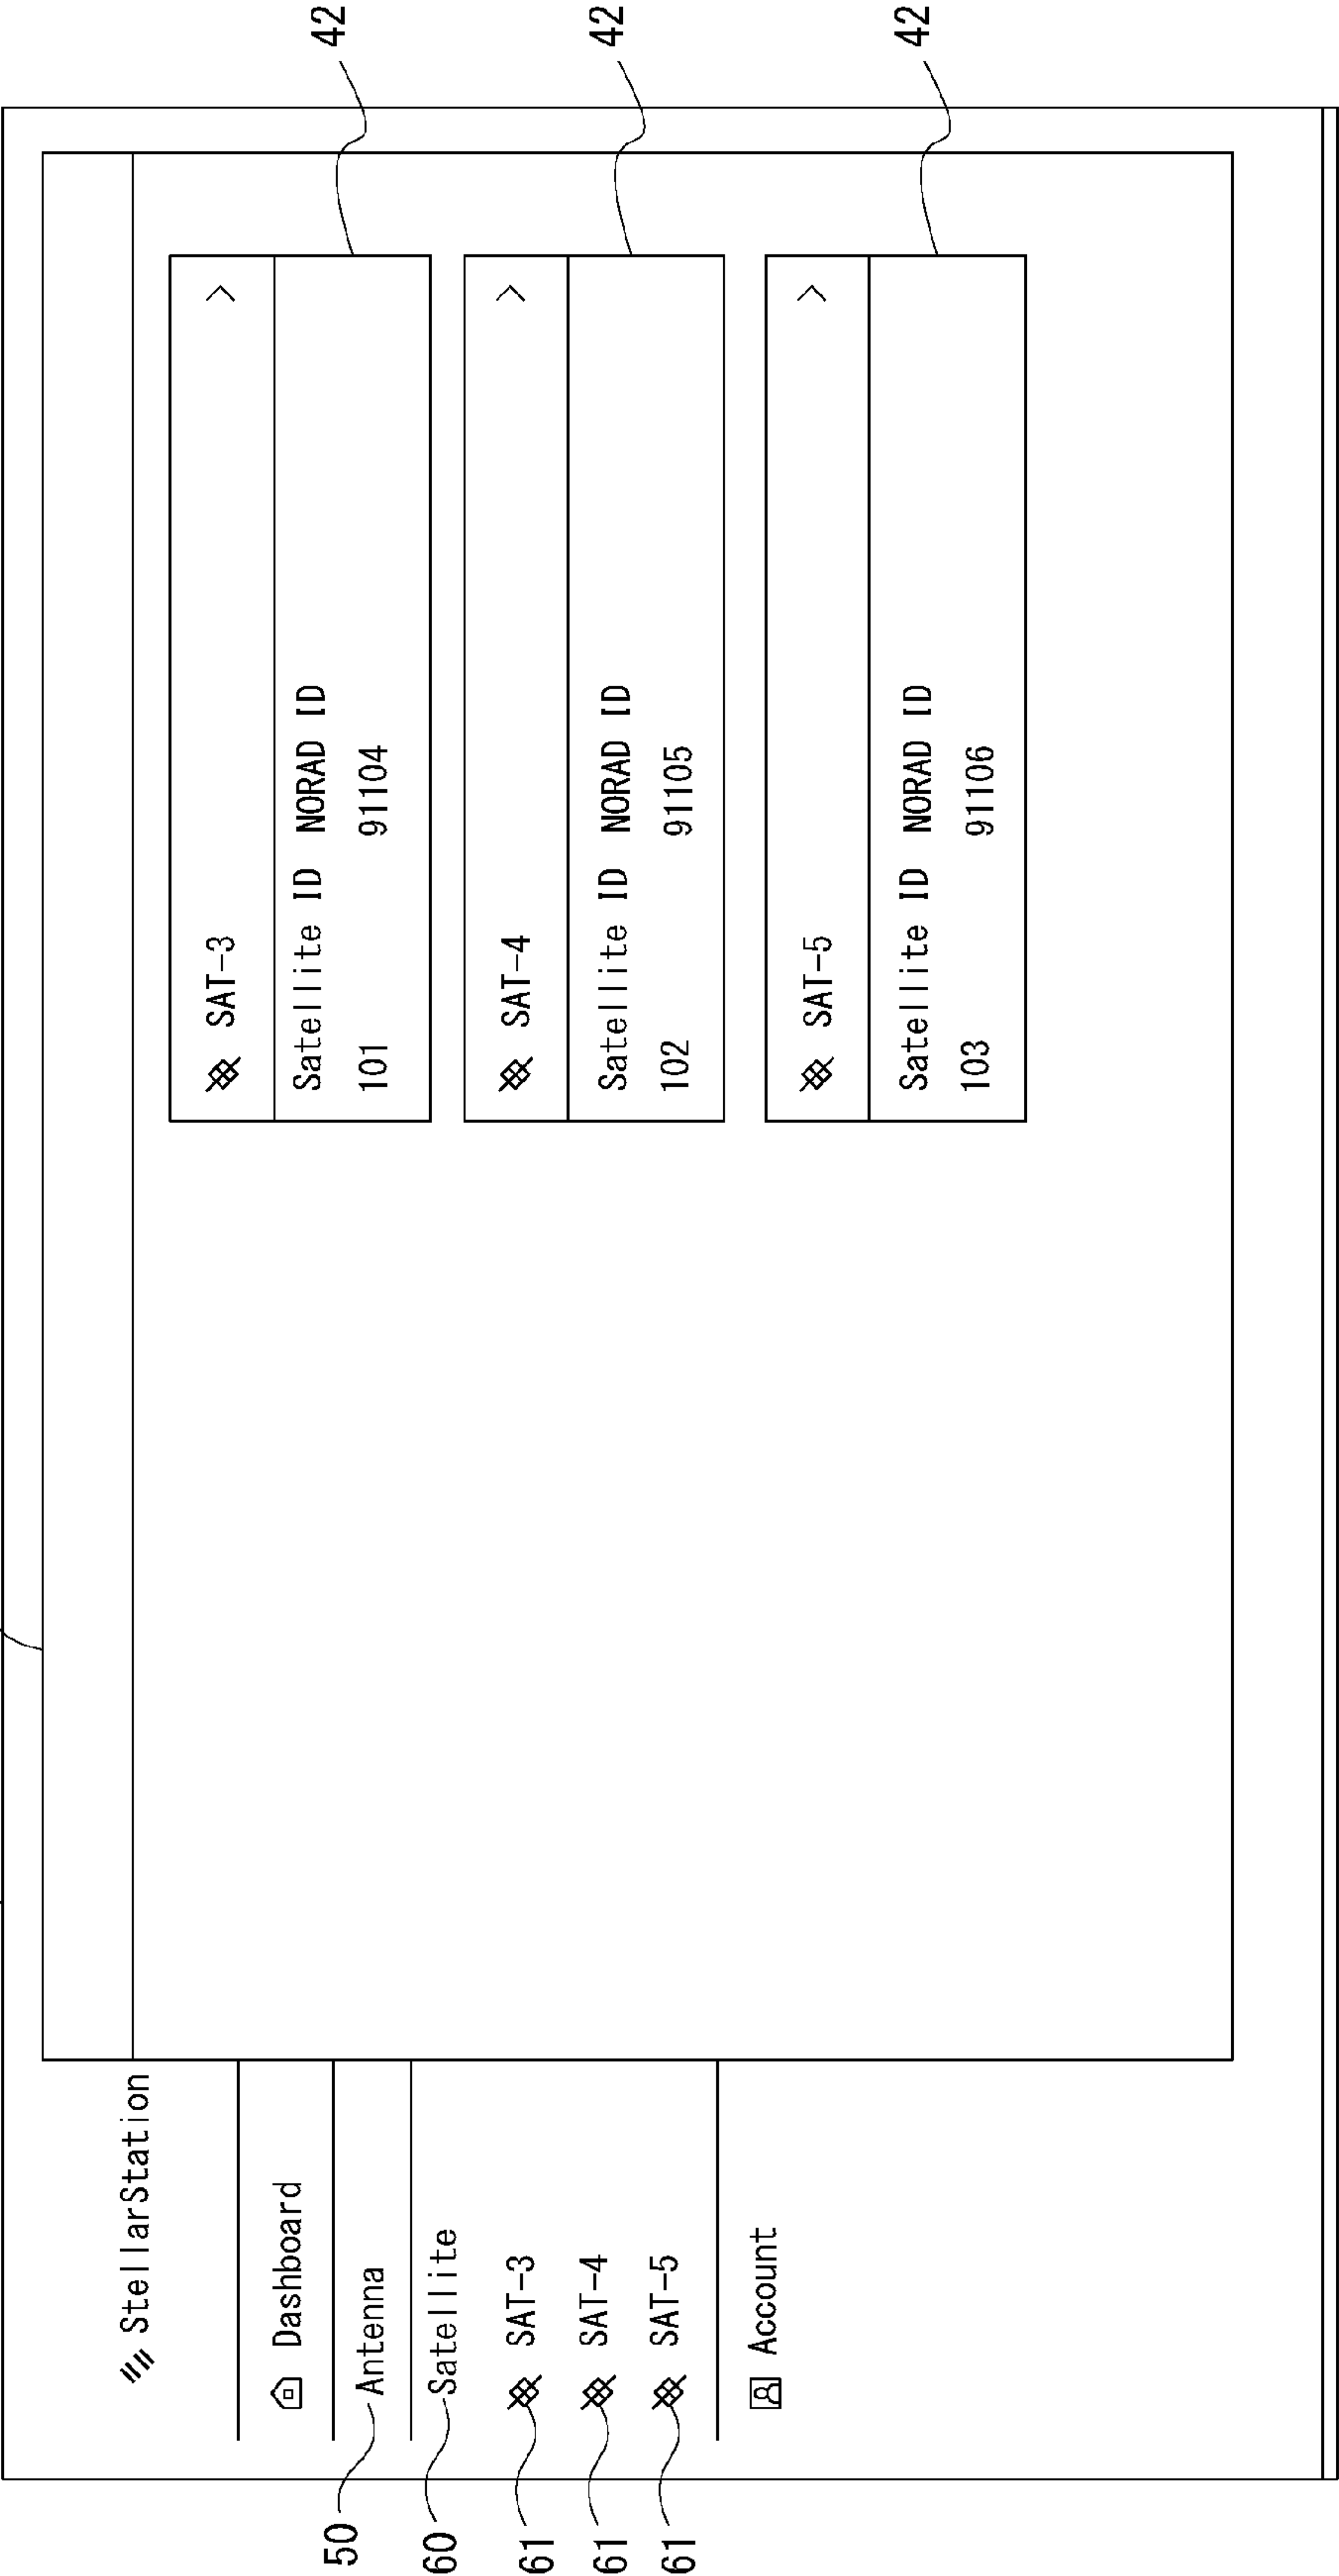 StellarStation
Dashboard
50
Antenna
60
Satellite
61
SAT-3
61
SAT-4
61
SAT-5
Account
SAT-3
Satellite ID NORAD ID
101 91104
42
SAT-4
Satellite ID NORAD ID
102 91105
42
SAT-5
Satellite ID NORAD ID
103 91106
42